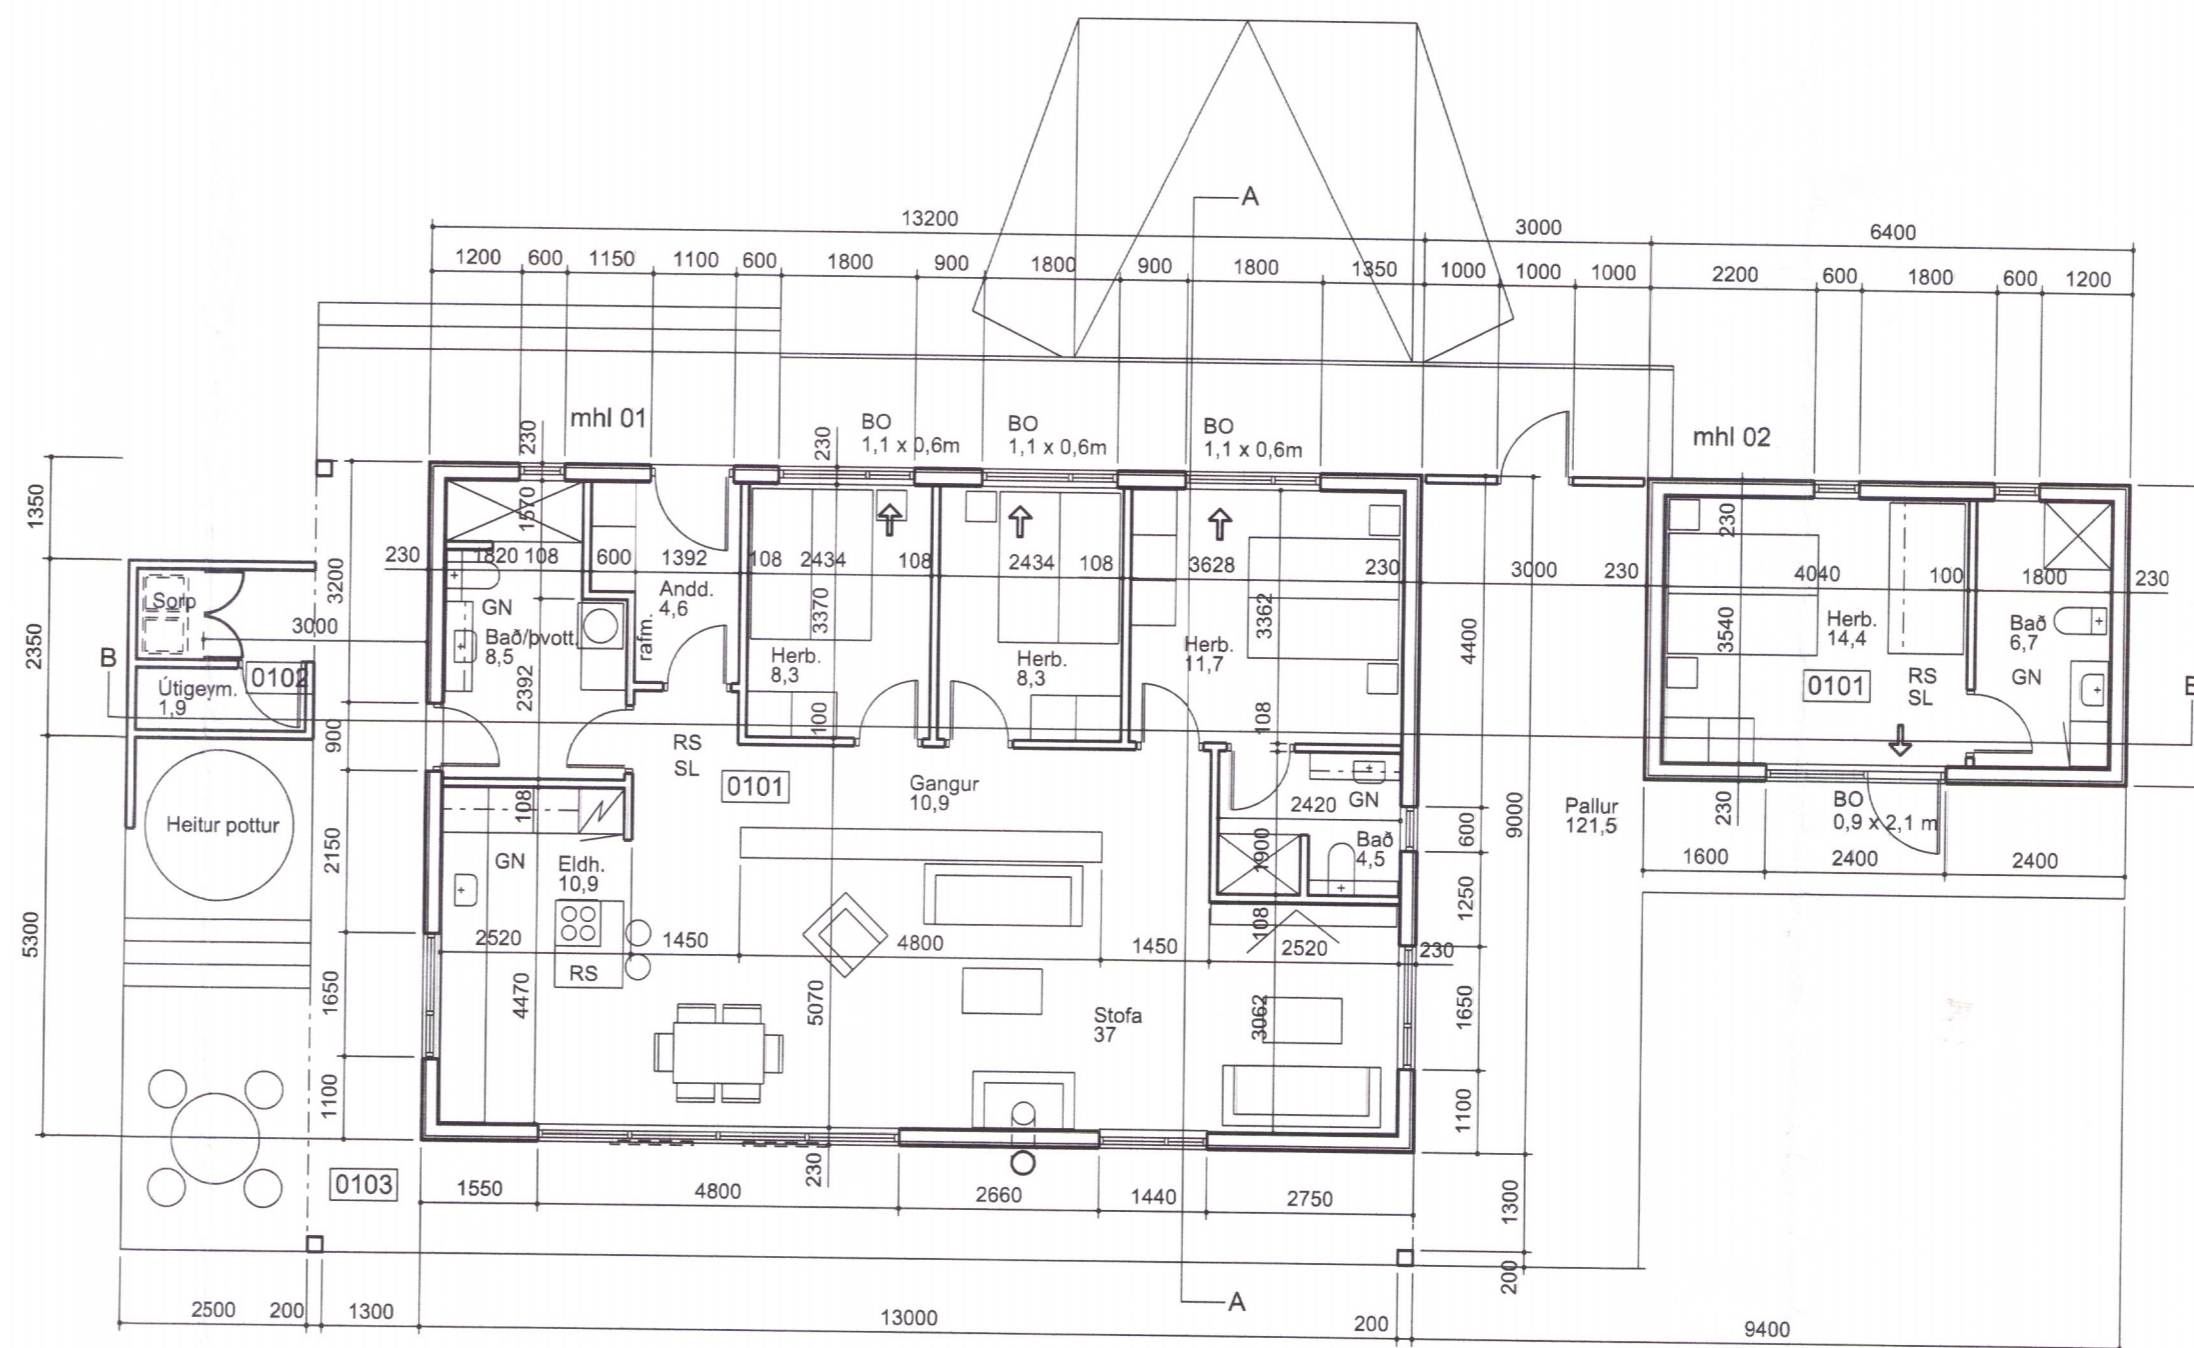 A
13200
3000
6400
1200 600 1150 1100 600 1800 900 1800 900 1800 1350 1000 1000 1000 2200 600 1800 600 1200
mhl 01
BO
1,1 x 0,6m
BO
1,1 x 0,6m
BO
1,1 x 0,6m
mhl 02
230
230
1350
3200
1570
230
230 1820 108 600 1392 108 2434 108 2434 108 3628 230 3000 230 4040 100 1800 230
Sorp
3000
2350
B
Útigeym.
1,9
0102
GN
Bað/þvott.
8,5
2392
rafm.
Andd.
4,6
3370
Herb.
8,3
100
Herb.
8,3
Herb.
11,7
3362
108
4400
3540
Herb.
14,4
0101
RS
SL
Bað
6,7
GN
900
RS
SL
0101
Gangur
10,9
2420
GN
Bað
4,5
1900
108
600
9000
Pallur
121,5
230
BO
0,9 x 2,1 m
1600 2400 2400
Heitur pottur
2150
108
GN
Eldh.
10,9
RS
5300
2520 1450 4800 1450 2520 230
1250
1650
4470
5070
Stofa
37
3062
1650
1100
1100
0103
230
1550 4800 2660 1440 2750
1300
200
A
2500 200 1300 13000 200 9400